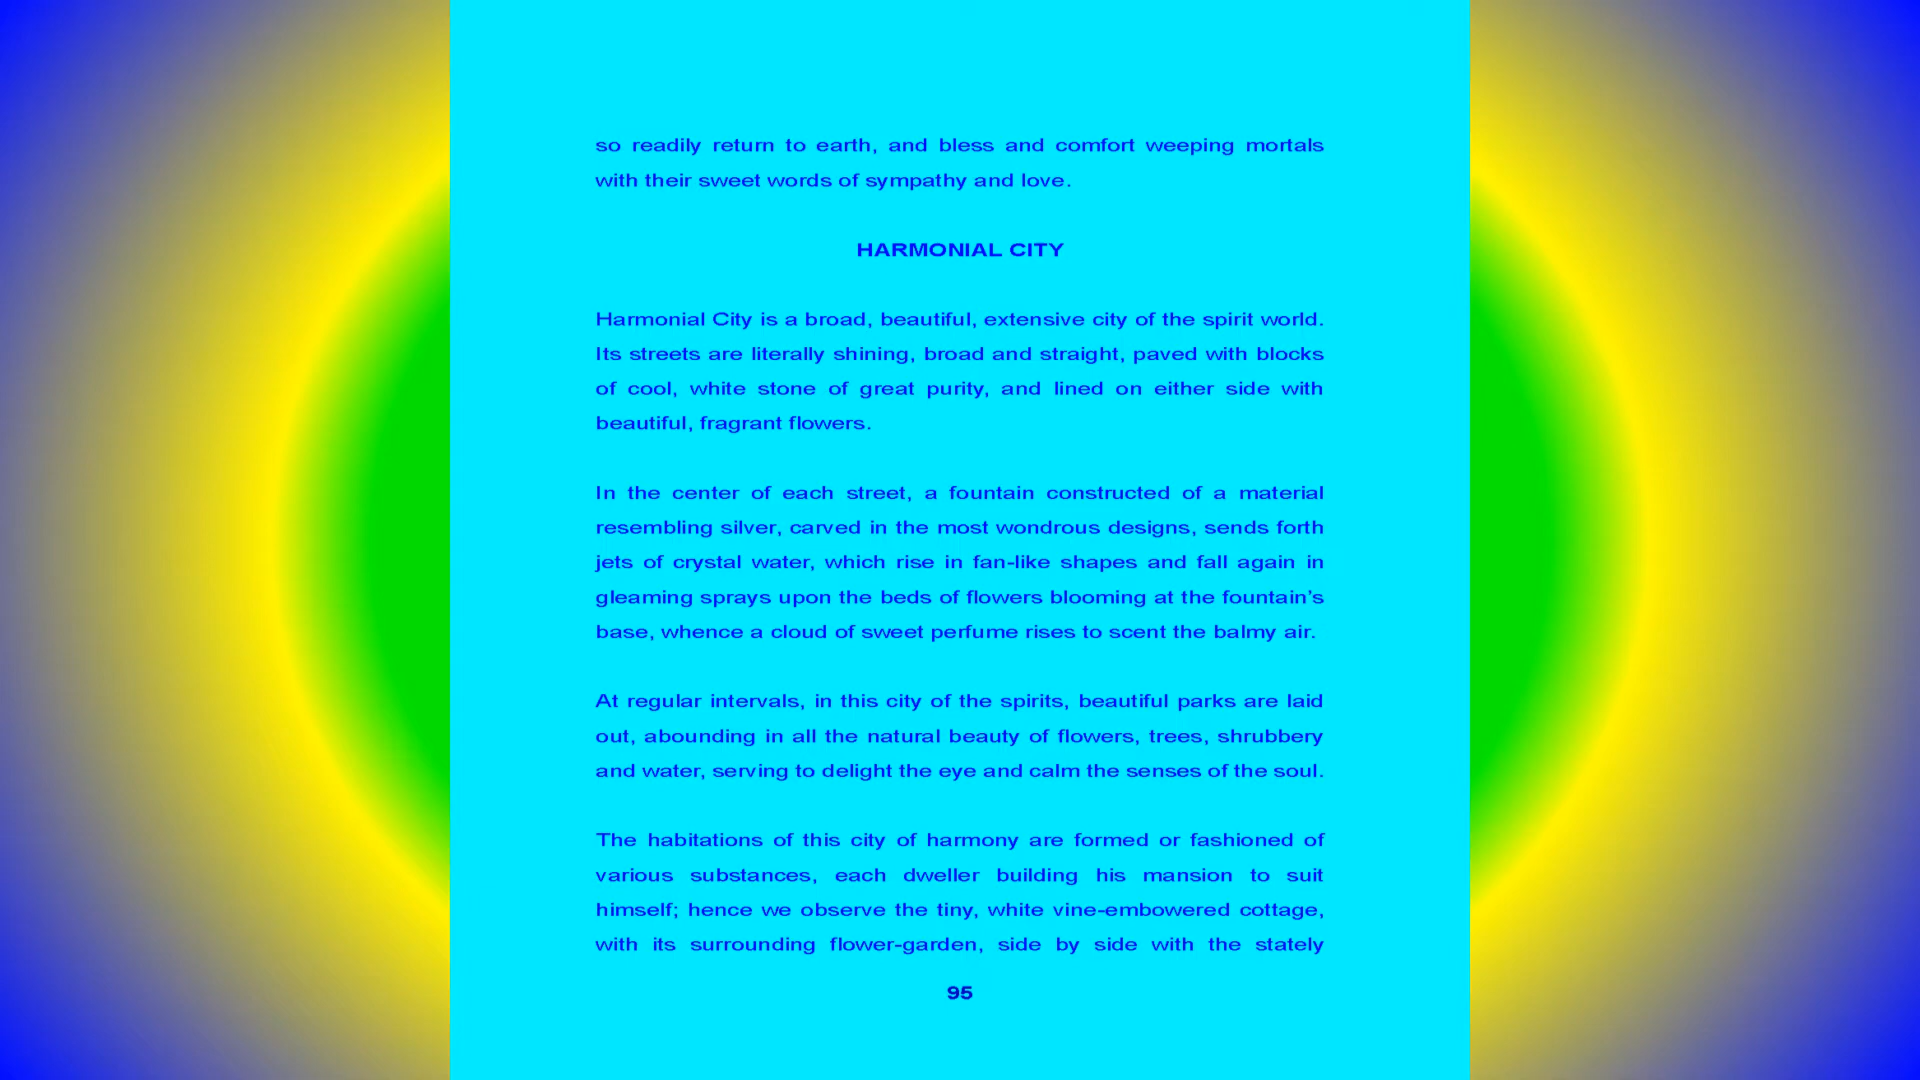 so readily return to earth, and bless and comfort weeping mortals
with their sweet words of sympathy and love.
HARMONIAL CITY
Harmonial City is a broad, beautiful, extensive city of the spirit world.
Its streets are literally shining, broad and straight, paved with blocks
of cool, white stone of great purity, and lined on either side with
beautiful, fragrant flowers.
In the center of each street, a fountain constructed of a material
resembling silver, carved in the most wondrous designs, sends forth
jets of crystal water, which rise in fan-like shapes and fall again in
gleaming sprays upon the beds of flowers blooming at the fountain’s
base, whence a cloud of sweet perfume rises to scent the balmy air.
At regular intervals, in this city of the spirits, beautiful parks are laid
out, abounding in all the natural beauty of flowers, trees, shrubbery
and water, serving to delight the eye and calm the senses of the soul.
The habitations of this city of harmony are formed or fashioned of
various substances, each dweller building his mansion to suit
himself; hence we observe the tiny, white vine-embowered cottage,
with its surrounding flower-garden, side by side with the stately
95